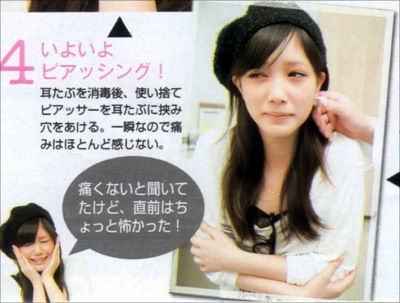 4 いよいよ
ピアッシング！
耳たぶを消毒後、使い捨て
ピアッサーを耳たぶに挟み
穴をあける。一瞬なので痛
みはほとんど感じない。
痛くないと聞いて
たけど、直前はち
ょっと怖かった！